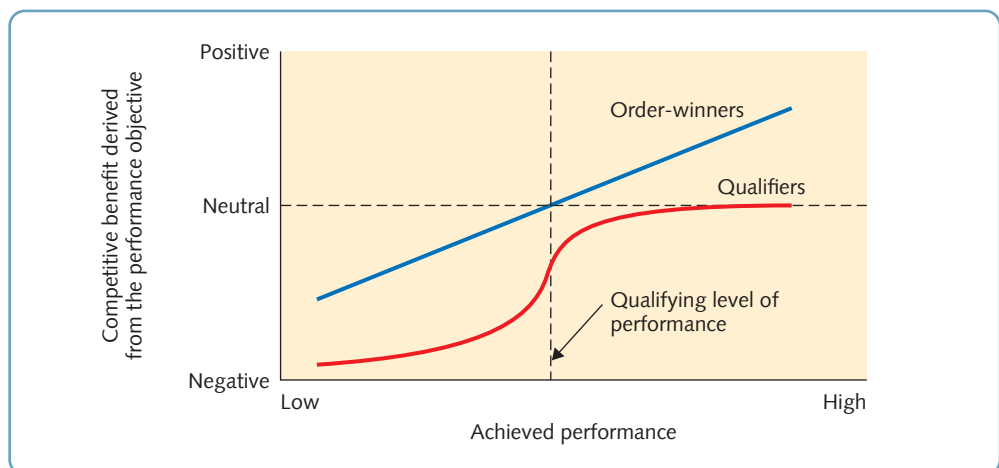 Positive
Competitive benefit derived
from the performance objective
Order-winners
Qualifiers
Neutral
Qualifying level of
performance
Negative
Low
High
Achieved performance